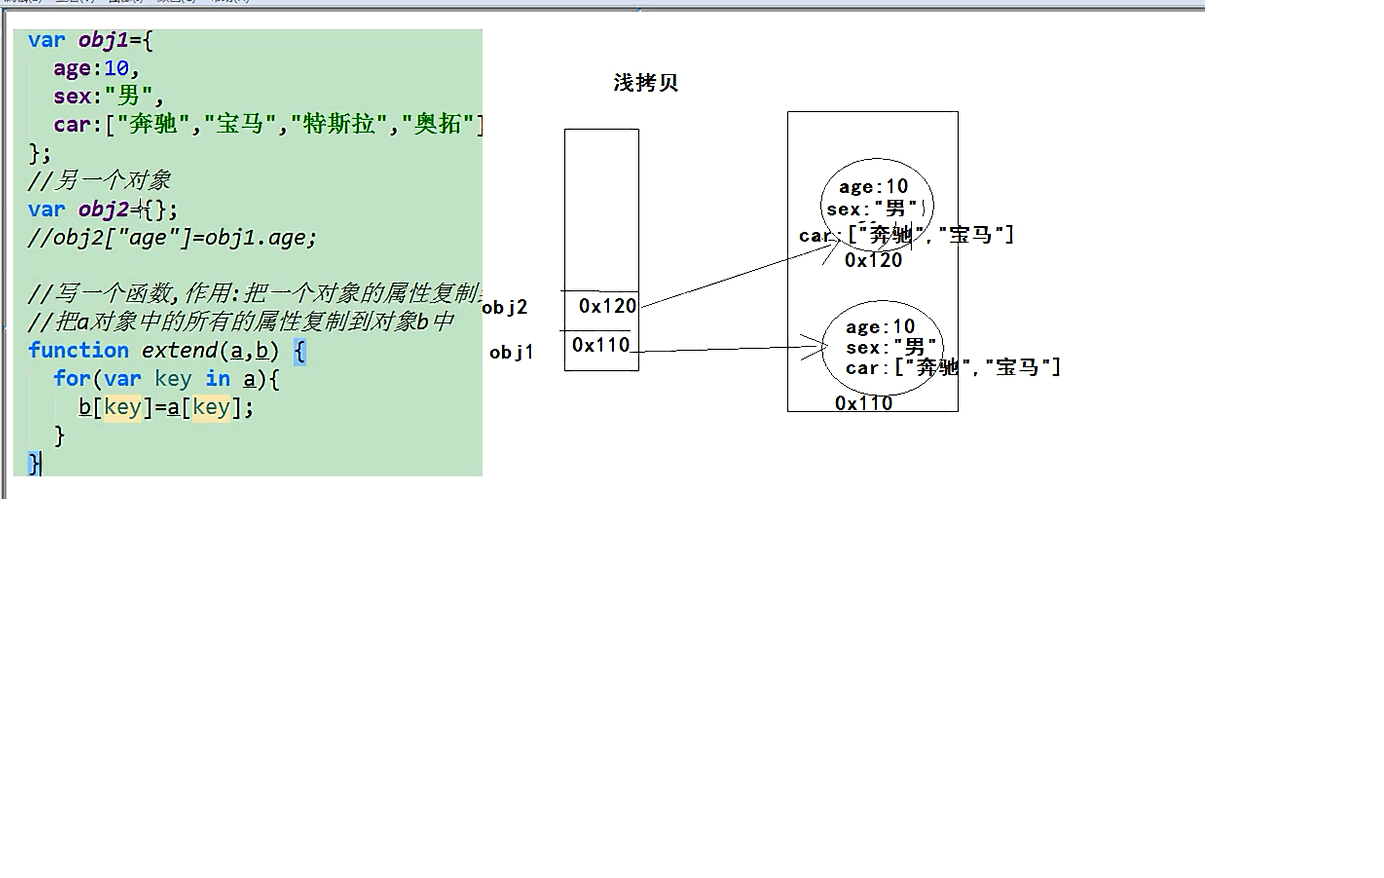 var obj1={
age:10,
sex:"男",
car:["奔驰","宝马","特斯拉","奥拓"]
};
//另一个对象
var obj2={};
//obj2["age"]=obj1.age;
//写一个函数,作用:把一个对象的属性复制
//把a对象中的所有的属性复制到对象b中
function extend(a,b) {
for(var key in a){
b[key]=a[key];
}
}
浅拷贝
obj2
0x120
obj1
0x110
age:10
sex:"男"
car:["奔驰","宝马"]
0x120
age:10
sex:"男"
car:["奔驰","宝马"]
0x110